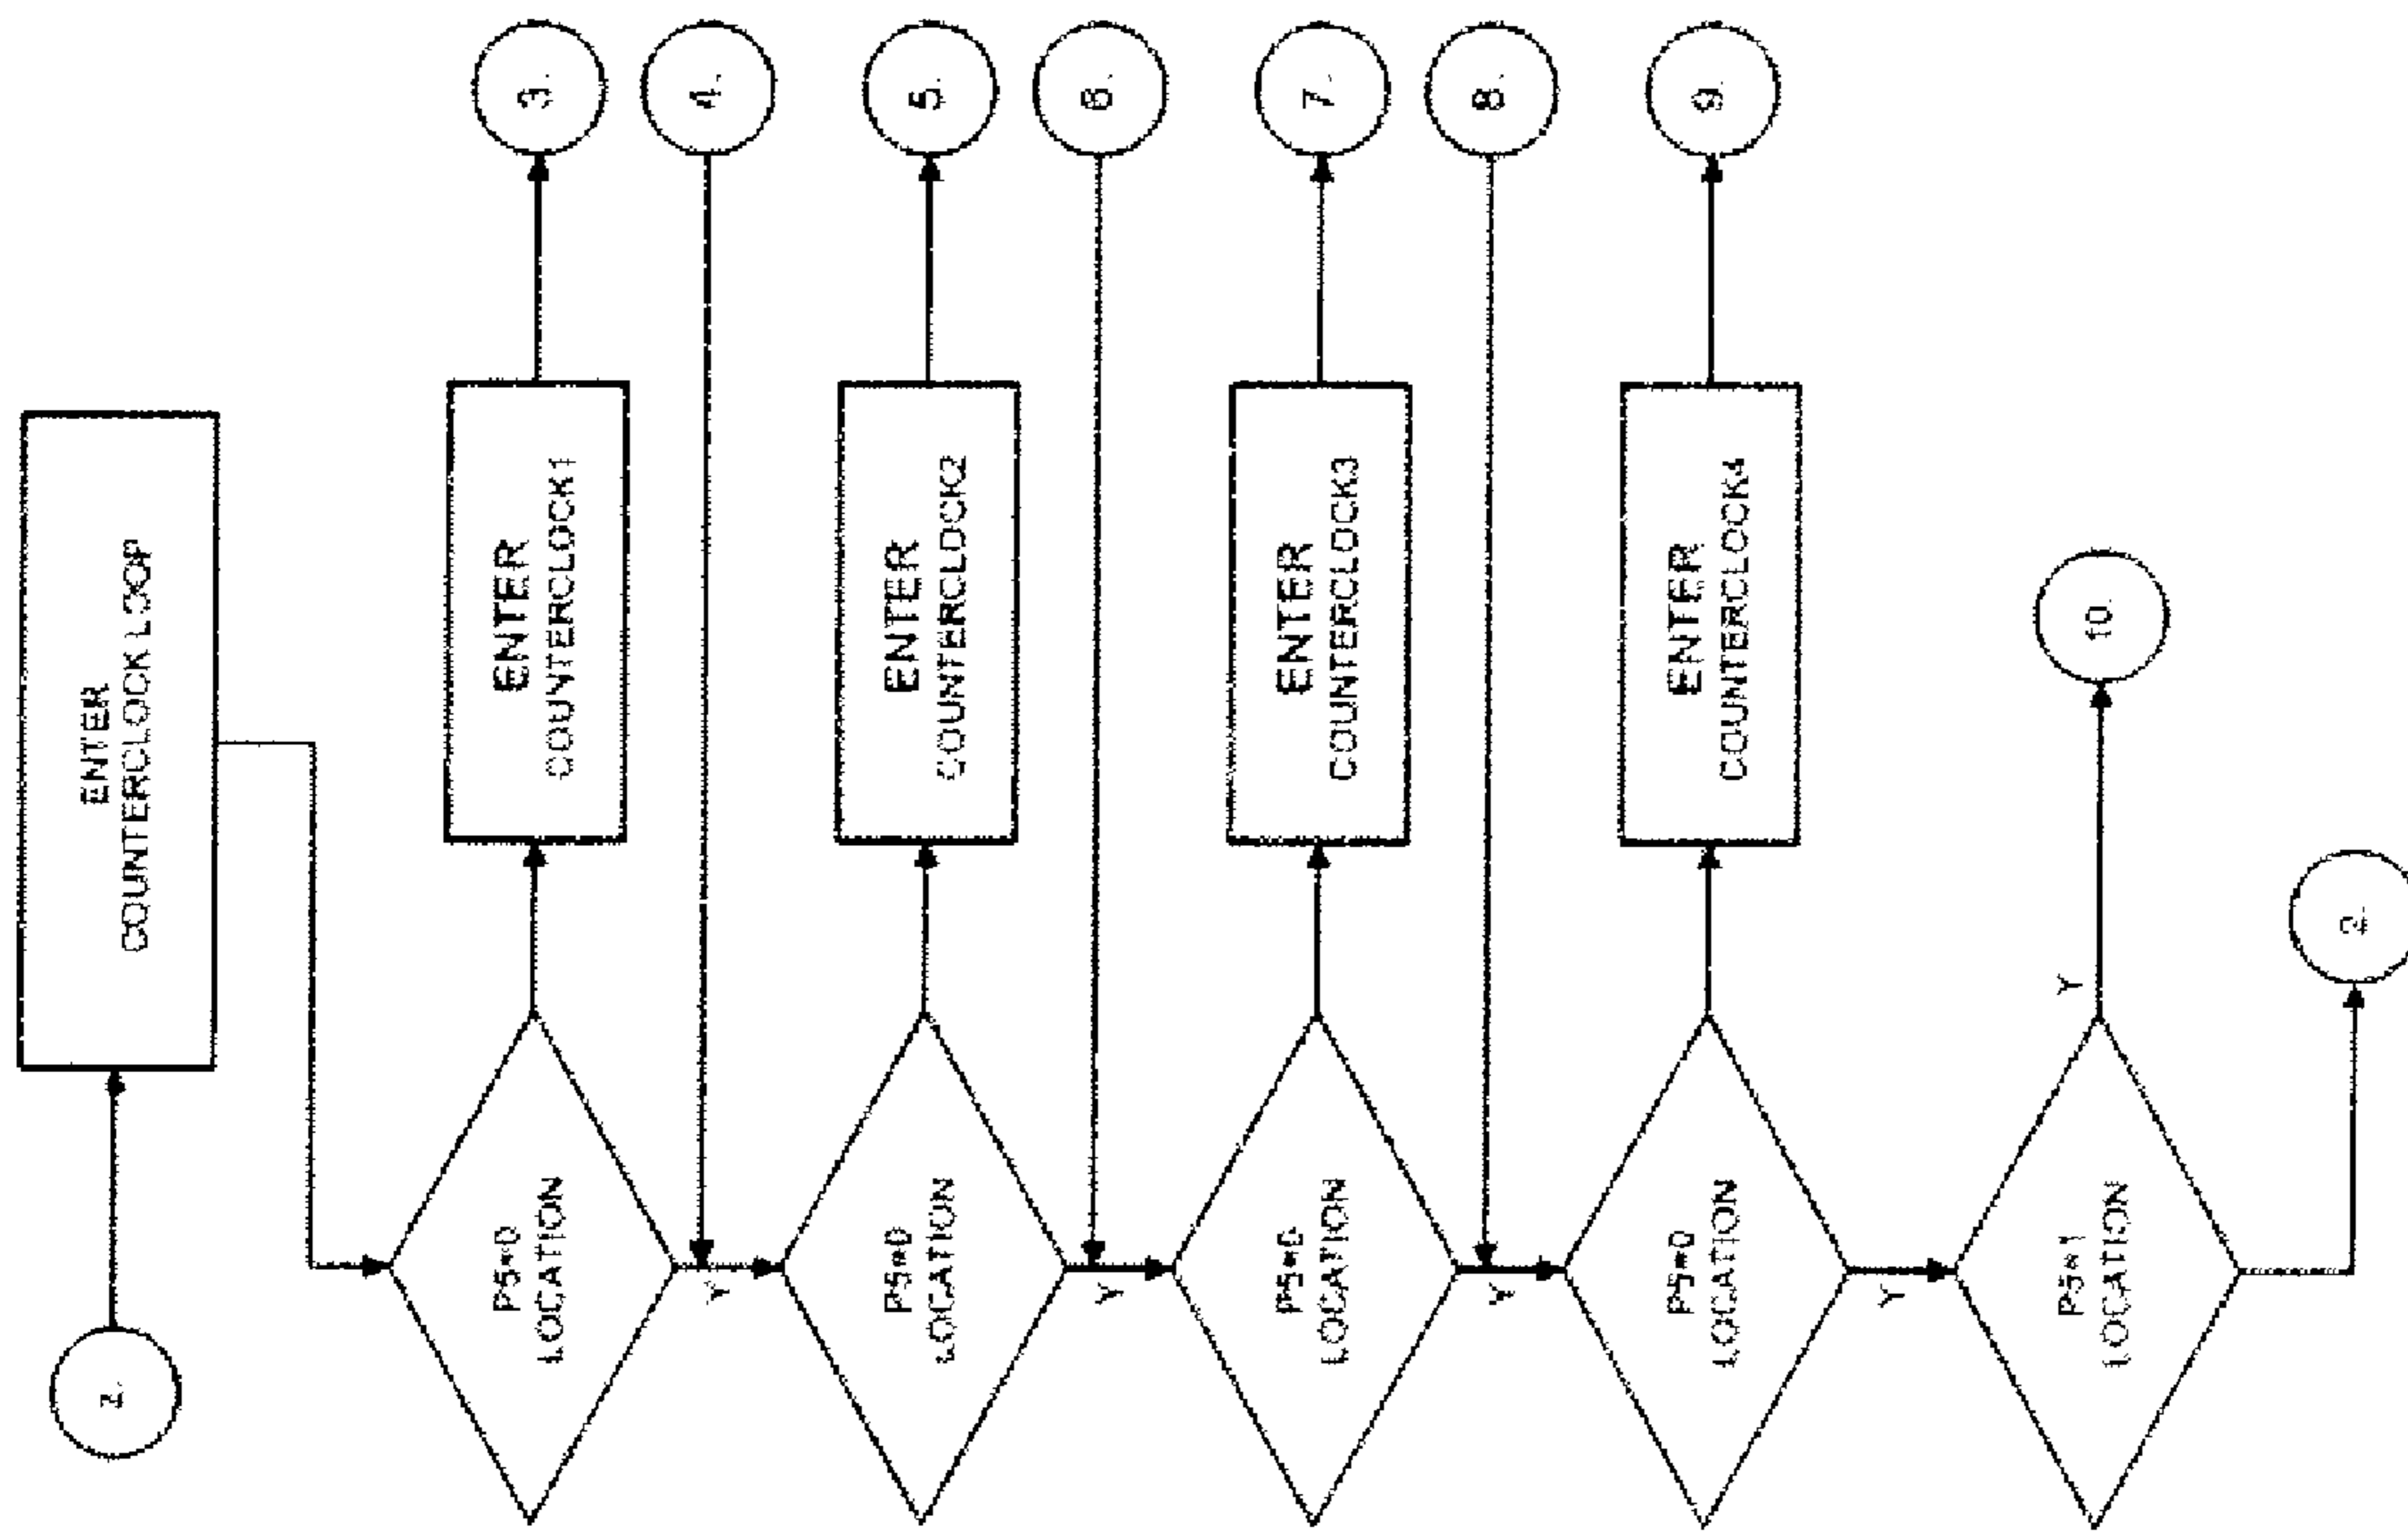 ENTER
COUNTERCLOCK LOOP
P5=0
LOCATION
ENTER
COUNTERCLOCK1
3.
Y
4.
P5=0
LOCATION
ENTER
COUNTERCLOCK2
5.
Y
6.
P5=0
LOCATION
ENTER
COUNTERCLOCK3
7.
Y
8.
P5=0
LOCATION
ENTER
COUNTERCLOCK4
9.
Y
P5=1
LOCATION
Y
10.
2.